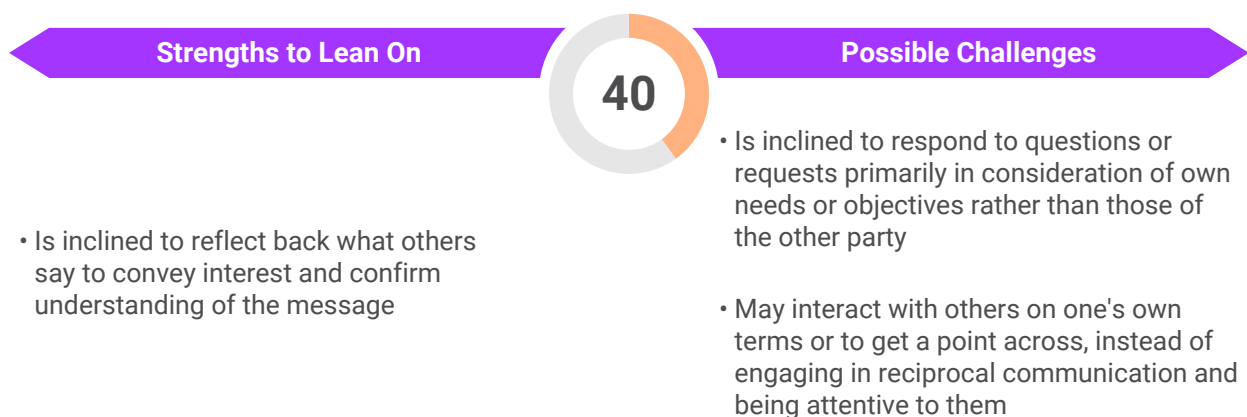 Strengths to Lean On
40
Possible Challenges
• Is inclined to reflect back what others
say to convey interest and confirm
understanding of the message
• Is inclined to respond to questions or
requests primarily in consideration of own
needs or objectives rather than those of
the other party
• May interact with others on one's own
terms or to get a point across, instead of
engaging in reciprocal communication and
being attentive to them